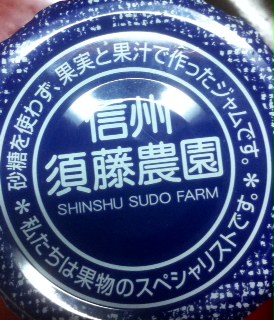 砂糖を使わず、果実と果汁で作ったジャムです。
信州
須藤農園
SHINSHU SUDO FARM
*私たちは果物のスペシャリストです。*